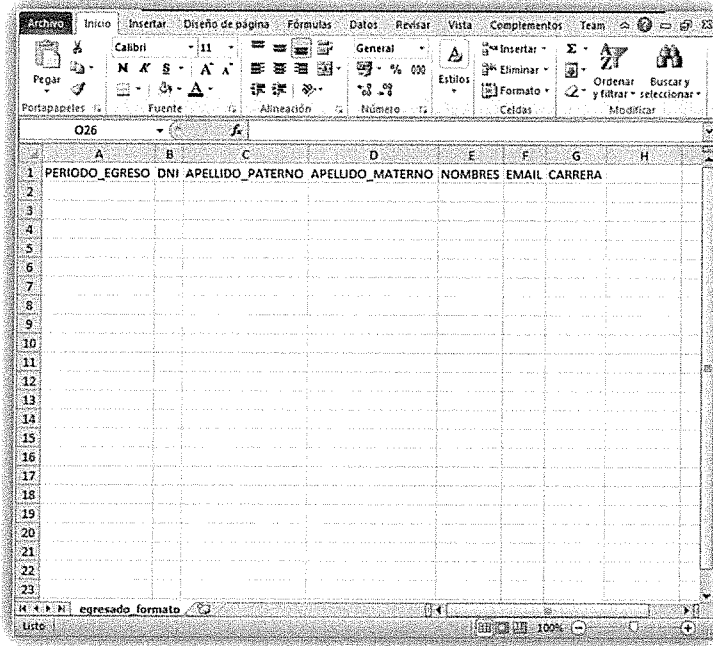 Archivo Inicio Insertar Diseño de página Fórmulas Datos Revisar Vista Complementos Team
Pegar
Calibri 11
N K S A A
A
General
% 000
Estilos
Insertar
Eliminar
Formato
Σ
Ordenar y filtrar
Buscar y seleccionar
Portapapeles Fuente Alineación Número Celdas Modificar
O26 fx
A B C D E F G H
1 PERIODO_EGRESO DNI APELLIDO_PATERNO APELLIDO_MATERNO NOMBRES EMAIL CARRERA
2
3
4
5
6
7
8
9
10
11
12
13
14
15
16
17
18
19
20
21
22
23
egresado_formato
Listo 100%